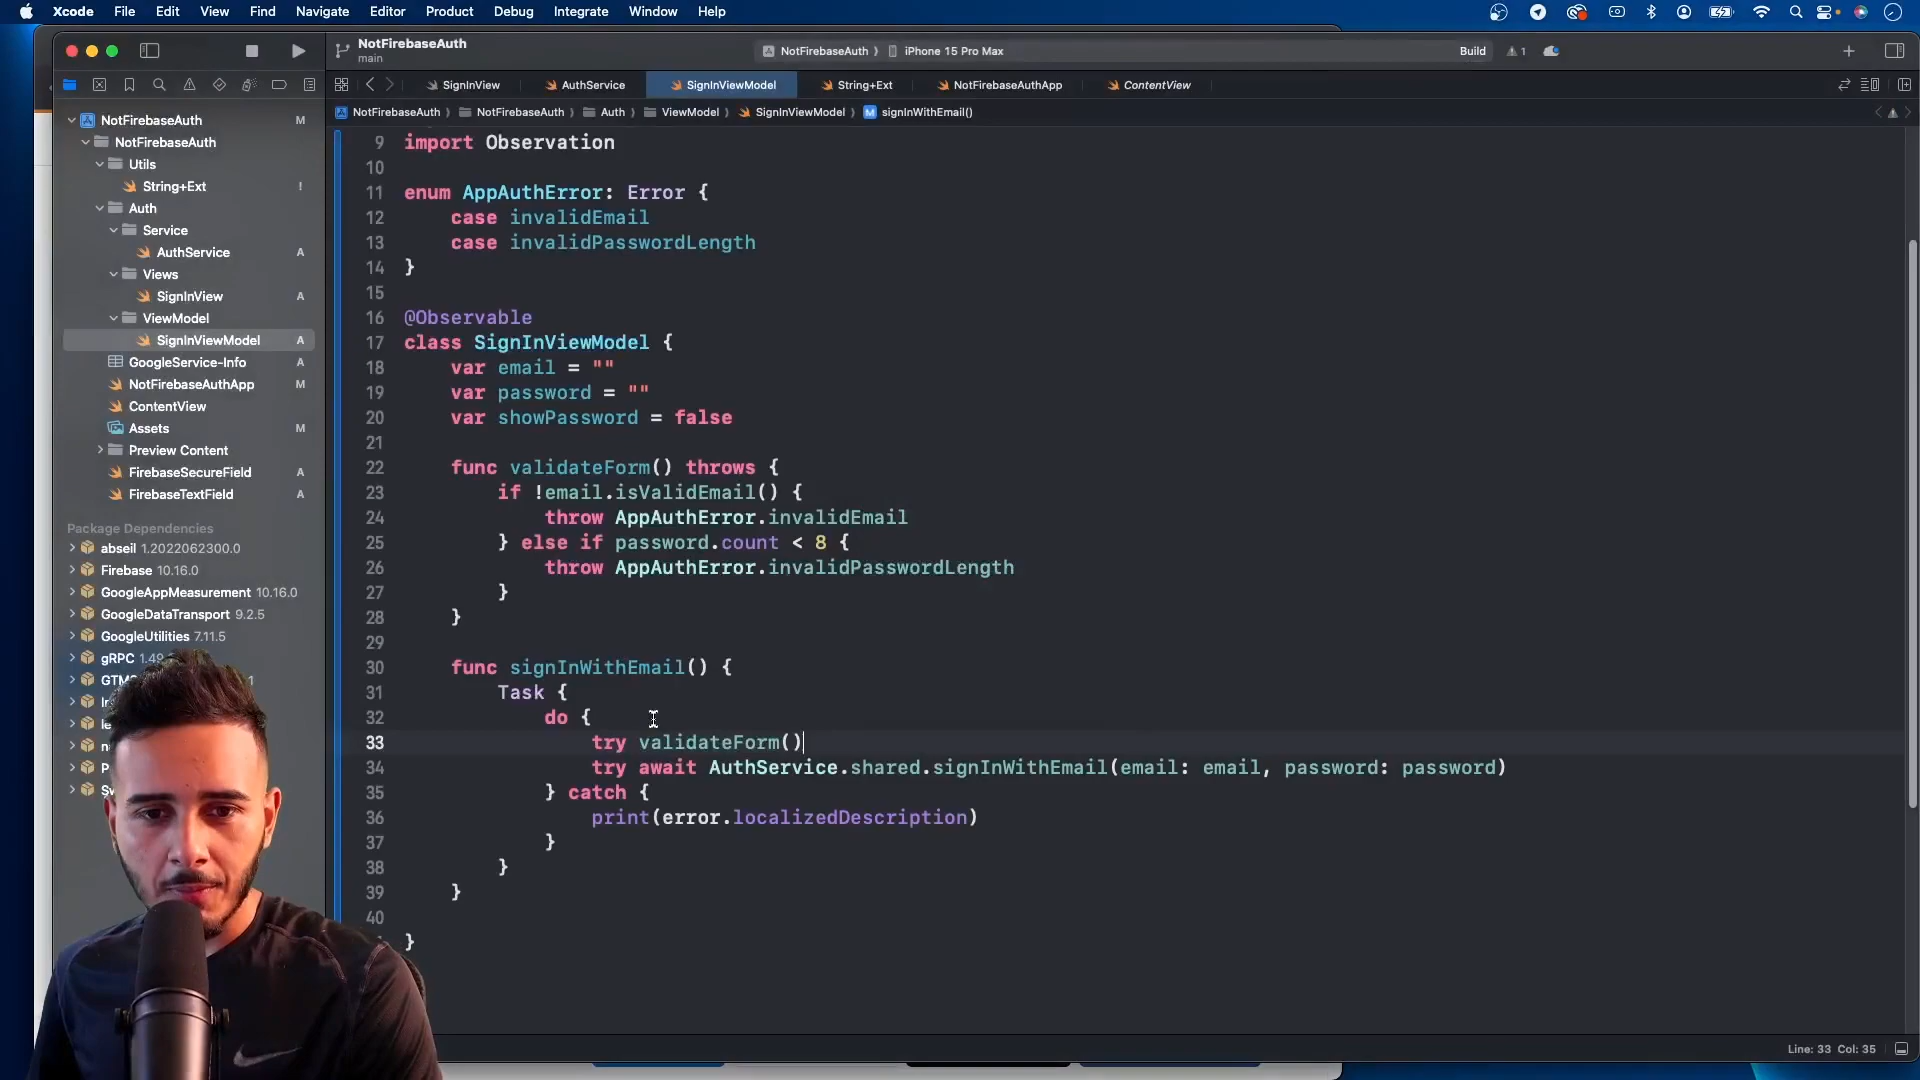 Xcode File Edit View Find Navigate Editor Product Debug Integrate Window Help
NotFirebaseAuth
main
NotFirebaseAuth iPhone 15 Pro Max
Build
1
SignInView
AuthService
SignInViewModel
String+Ext
NotFirebaseAuthApp
ContentView
NotFirebaseAuth NotFirebaseAuth Auth ViewModel SignInViewModel M signInWithEmail()
NotFirebaseAuth M
NotFirebaseAuth
Utils
String+Ext !
Auth
Service
AuthService A
Views
SignInView A
ViewModel
SignInViewModel A
GoogleService-Info A
NotFirebaseAuthApp M
ContentView
Assets M
Preview Content
FirebaseSecureField A
FirebaseTextField A
Package Dependencies
abseil 1.2022062300.0
Firebase 10.16.0
GoogleAppMeasurement 10.16.0
GoogleDataTransport 9.2.5
GoogleUtilities 7.11.5
gRPC 1.49
9 import Observation
10
11 enum AppAuthError: Error {
12 case invalidEmail
13 case invalidPasswordLength
14 }
15
16 @Observable
17 class SignInViewModel {
18 var email = ""
19 var password = ""
20 var showPassword = false
21
22 func validateForm() throws {
23 if !email.isValidEmail() {
24 throw AppAuthError.invalidEmail
25 } else if password.count < 8 {
26 throw AppAuthError.invalidPasswordLength
27 }
28 }
29
30 func signInWithEmail() {
31 Task {
32 do {
33 try validateForm()
34 try await AuthService.shared.signInWithEmail(email: email, password: password)
35 } catch {
36 print(error.localizedDescription)
37 }
38 }
39 }
40
}
Line: 33 Col: 35